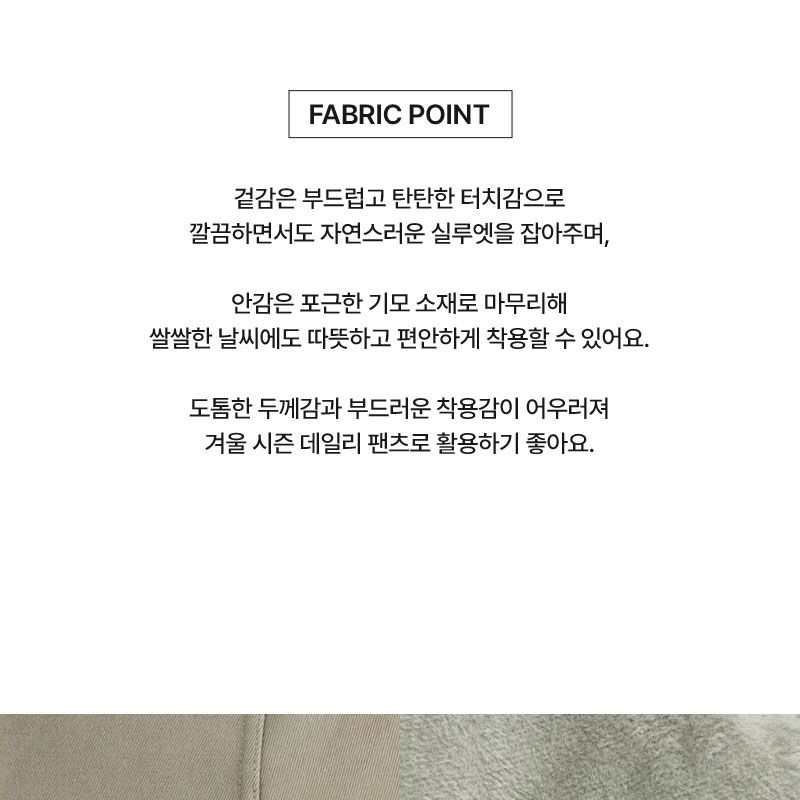 FABRIC POINT
겉감은 부드럽고 탄탄한 터치감으로
깔끔하면서도 자연스러운 실루엣을 잡아주며,
안감은 포근한 기모 소재로 마무리해
쌀쌀한 날씨에도 따뜻하고 편안하게 착용할 수 있어요.
도톰한 두께감과 부드러운 착용감이 어우러져
겨울 시즌 데일리 팬츠로 활용하기 좋아요.